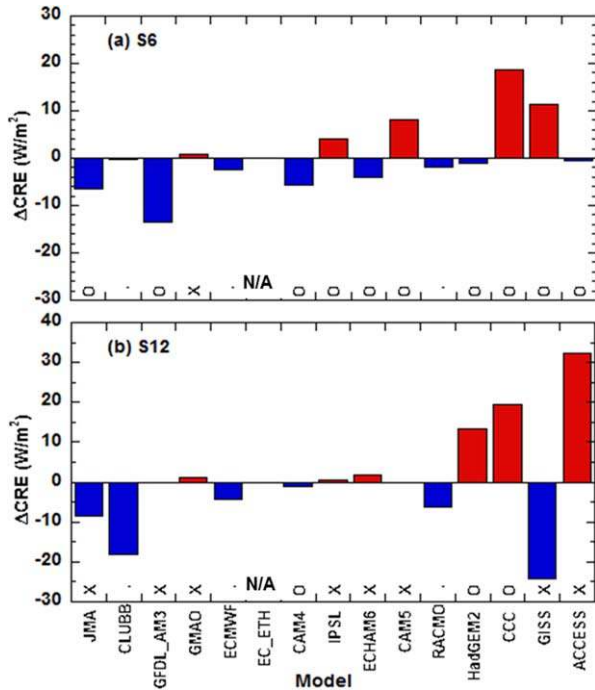 30
(a) S6
20
10
0
-10
-20
-30
ΔCRE (W/m²)
O · O X · N/A O O O O · O O O O
(b) S12
40
30
20
10
0
-10
-20
-30
ΔCRE (W/m²)
X · X X · N/A O X X X · O O X X
JMA
CLUBB
GFDL_AM3
GMAO
ECMWF
EC_ETH
CAM4
IPSL
ECHAM6
CAM5
RACMO
HadGEM2
CCC
GISS
ACCESS
Model